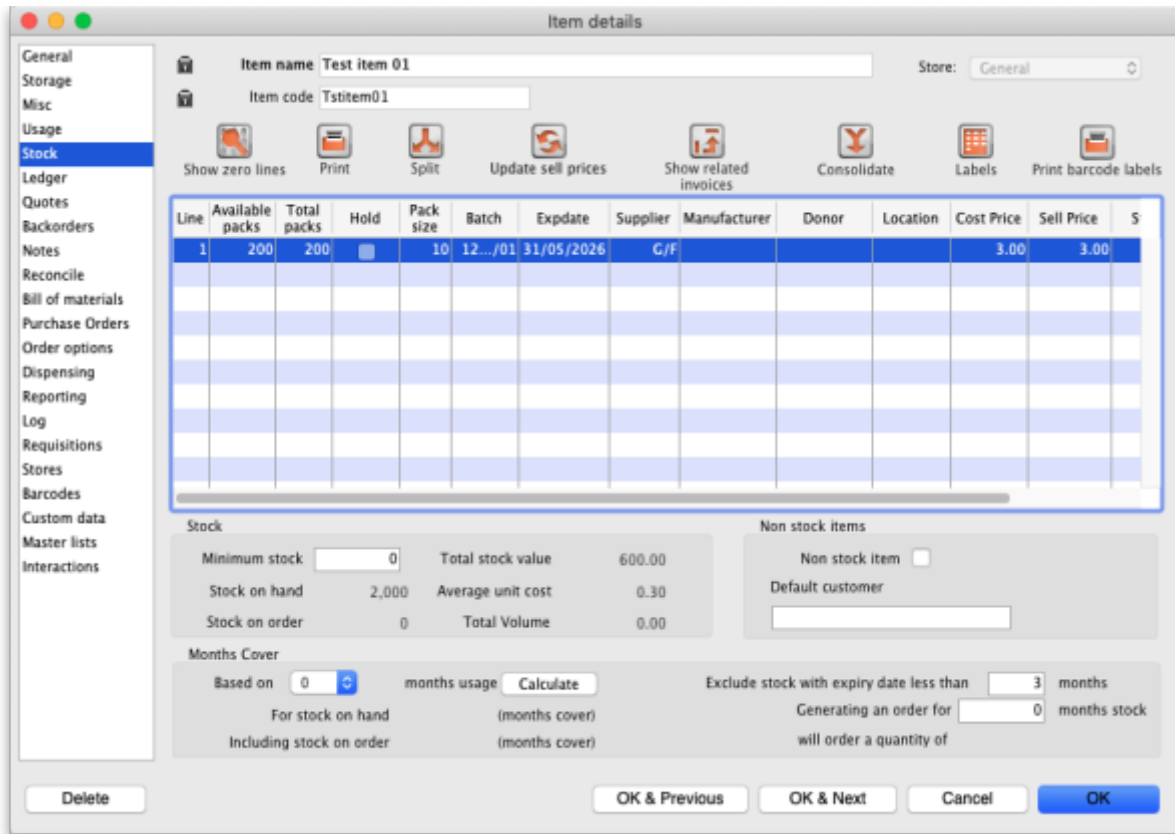 Item details
General
Storage
Misc
Usage
Stock
Ledger
Quotes
Backorders
Notes
Reconcile
Bill of materials
Purchase Orders
Order options
Dispensing
Reporting
Log
Requisitions
Stores
Barcodes
Custom data
Master lists
Interactions
Item name Test item 01 Store: General
Item code Tstitem01
Show zero lines Print Split Update sell prices Show related invoices Consolidate Labels Print barcode labels
Line Available packs Total packs Hold Pack size Batch Expdate Supplier Manufacturer Donor Location Cost Price Sell Price S
1 200 200 10 12.../01 31/05/2026 G/F 3.00 3.00
Stock Non stock items
Minimum stock 0 Total stock value 600.00 Non stock item
Stock on hand 2,000 Average unit cost 0.30 Default customer
Stock on order 0 Total Volume 0.00
Months Cover
Based on 0 months usage Calculate Exclude stock with expiry date less than 3 months
For stock on hand (months cover) Generating an order for 0 months stock
Including stock on order (months cover) will order a quantity of
Delete OK & Previous OK & Next Cancel OK